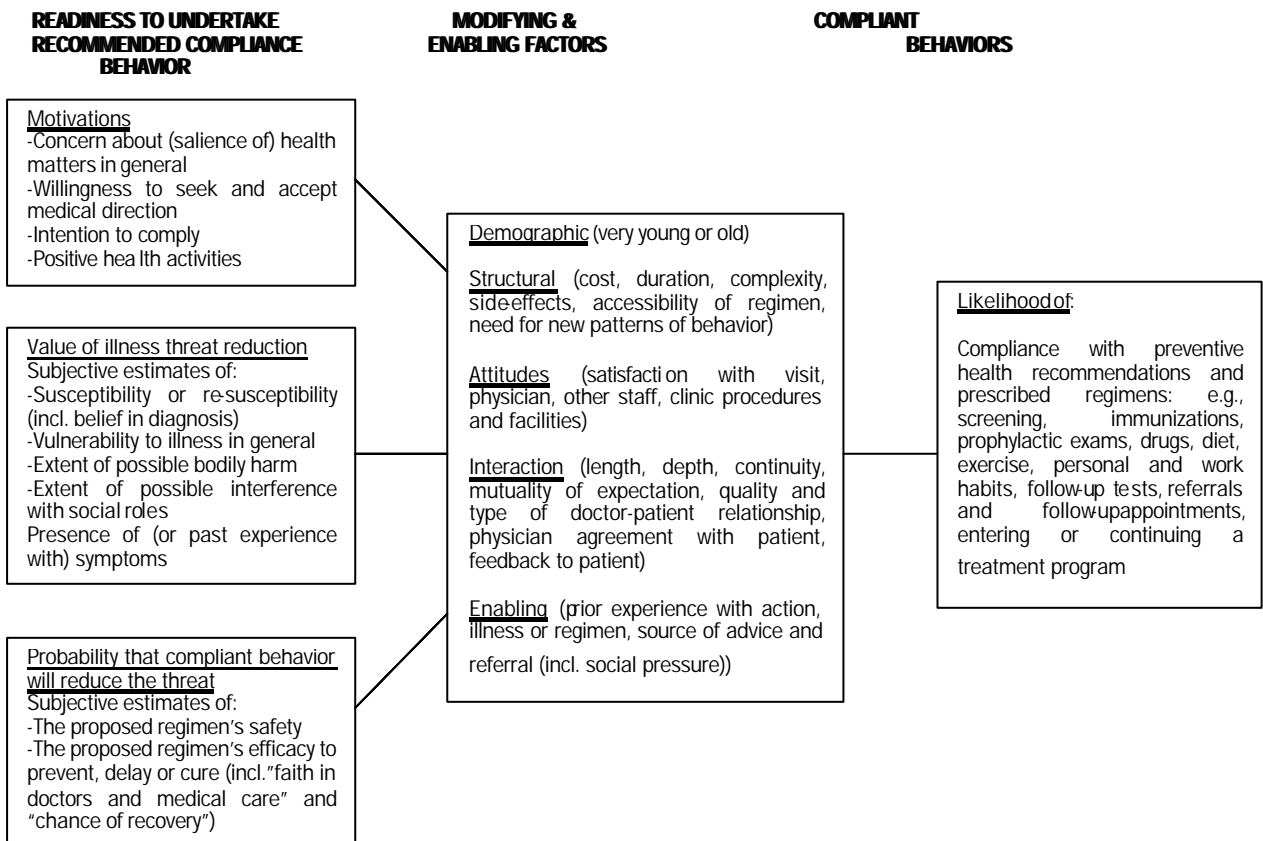 READINESS TO UNDERTAKE
RECOMMENDED COMPLIANCE
BEHAVIOR
MODIFYING &
ENABLING FACTORS
COMPLIANT
BEHAVIORS
Motivations
-Concern about (salience of) health
matters in general
-Willingness to seek and accept
medical direction
-Intention to comply
-Positive hea lth activities
Value of illness threat reduction
Subjective estimates of:
-Susceptibility or re-susceptibility
(incl. belief in diagnosis)
-Vulnerability to illness in general
-Extent of possible bodily harm
-Extent of possible interference
with social roles
Presence of (or past experience
with) symptoms
Probability that compliant behavior
will reduce the threat
Subjective estimates of:
-The proposed regimen's safety
-The proposed regimen's efficacy to
prevent, delay or cure (incl."faith in
doctors and medical care" and
"chance of recovery")
Demographic (very young or old)
Structural (cost, duration, complexity,
side-effects, accessibility of regimen,
need for new patterns of behavior)
Attitudes (satisfacti on with visit,
physician, other staff, clinic procedures
and facilities)
Interaction (length, depth, continuity,
mutuality of expectation, quality and
type of doctor-patient relationship,
physician agreement with patient,
feedback to patient)
Enabling (prior experience with action,
illness or regimen, source of advice and
referral (incl. social pressure))
Likelihood of:
Compliance with preventive
health recommendations and
prescribed regimens: e.g.,
screening, immunizations,
prophylactic exams, drugs, diet,
exercise, personal and work
habits, follow-up te sts, referrals
and follow-upappointments,
entering or continuing a
treatment program